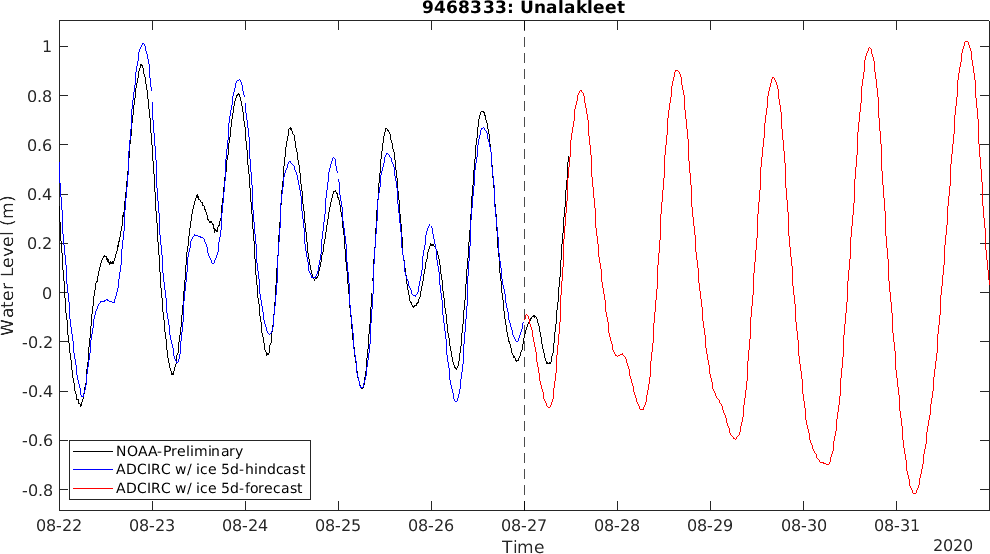 9468333: Unalakleet
Water Level (m)
1
0.8
0.6
0.4
0.2
0
-0.2
-0.4
-0.6
-0.8
NOAA-Preliminary
ADCIRC w/ ice 5d-hindcast
ADCIRC w/ ice 5d-forecast
08-22 08-23 08-24 08-25 08-26 08-27 08-28 08-29 08-30 08-31
Time
2020